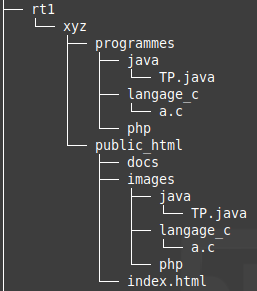 rt1
xyz
programmes
java
TP.java
langage_c
a.c
php
public_html
docs
images
java
TP.java
langage_c
a.c
php
index.html